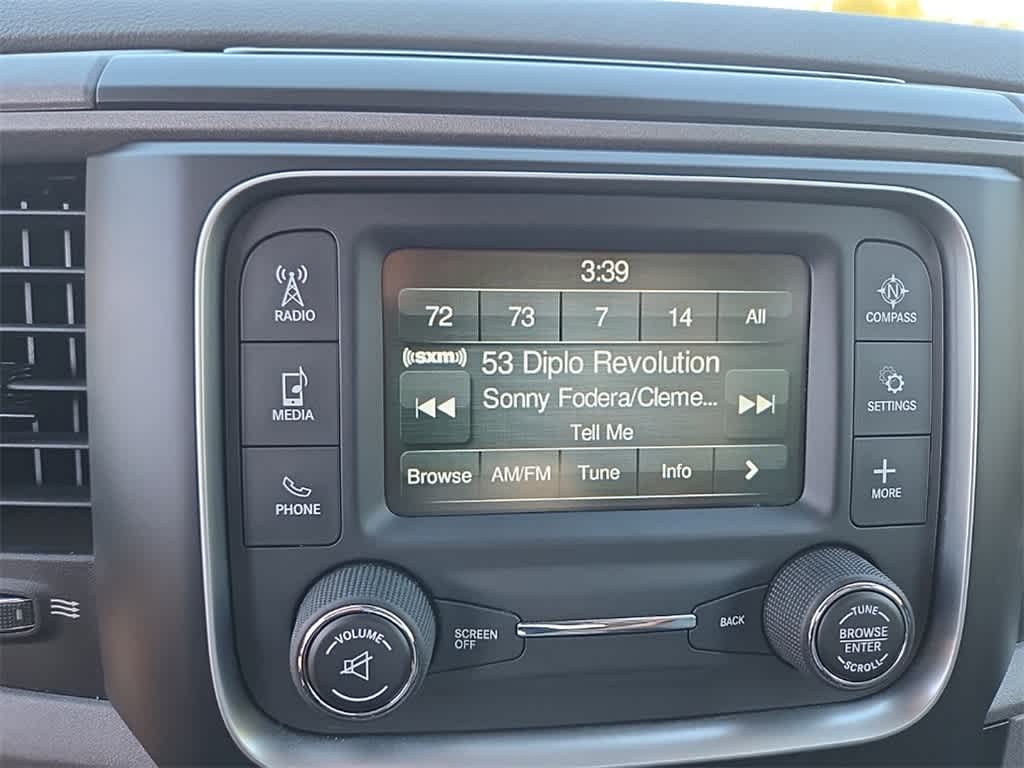 3:39
72 73 7 14 All
((sxm)) 53 Diplo Revolution
Sonny Fodera/Cleme...
Tell Me
Browse AM/FM Tune Info
RADIO
MEDIA
PHONE
N
COMPASS
SETTINGS
MORE
VOLUME
SCREEN
OFF
BACK
TUNE
BROWSE
ENTER
SCROLL